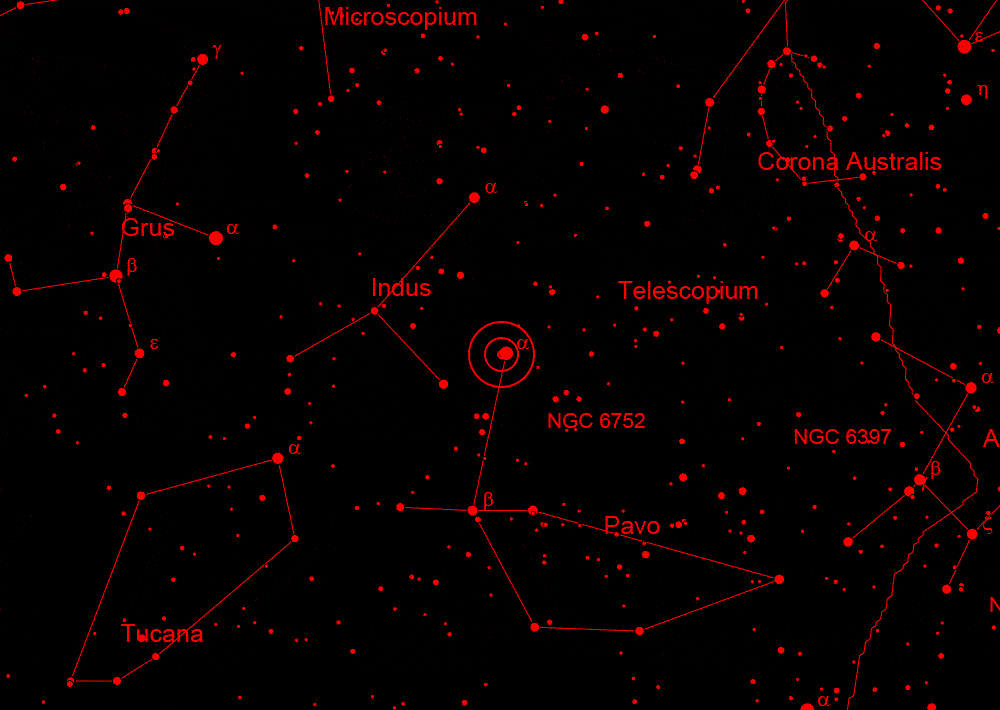 Microscopium
γ
ε
η
Corona Australis
α
Grus
α
α
β
Indus
Telescopium
ε
α
α
NGC 6752
NGC 6397
A
α
β
β
Pavo
ζ
Tucana
N
α